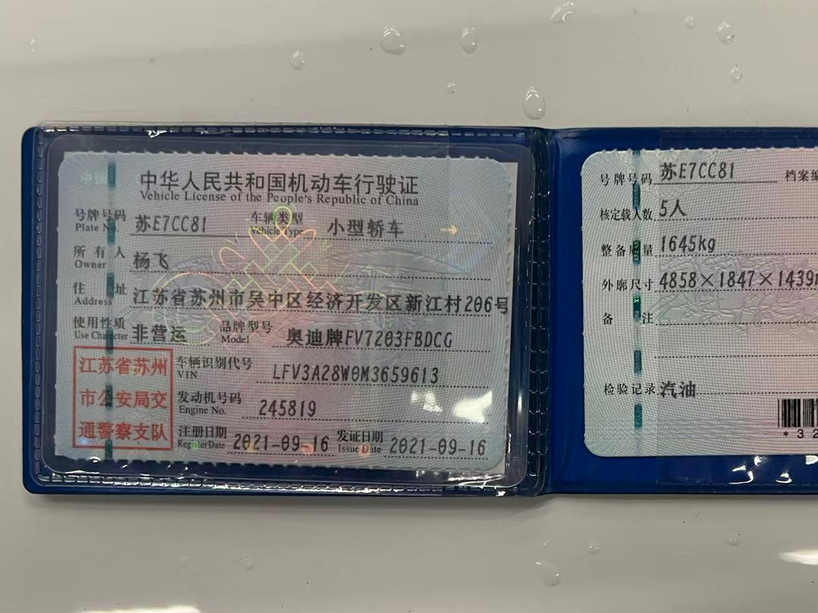 中国
中华人民共和国机动车行驶证
Vehicle License of the People's Republic of China
号牌号码 Plate No. 苏E7CC81 车辆类型 Vehicle Type 小型轿车
所有人 Owner 杨飞
住址 Address 江苏省苏州市吴中区经济开发区新江村206号
使用性质 Use Character 非营运 品牌型号 Model 奥迪牌FV7203FBDCG
江苏省苏州
市公安局交
通警察支队
车辆识别代号 VIN LFV3A28W0M3659613
发动机号码 Engine No. 245819
注册日期 Register Date 2021-09-16 发证日期 Issue Date 2021-09-16
号牌号码 苏E7CC81 档案编
核定载人数 5人
整备质量 1645kg
外廓尺寸 4858×1847×1439
备注
检验记录 汽油
*32